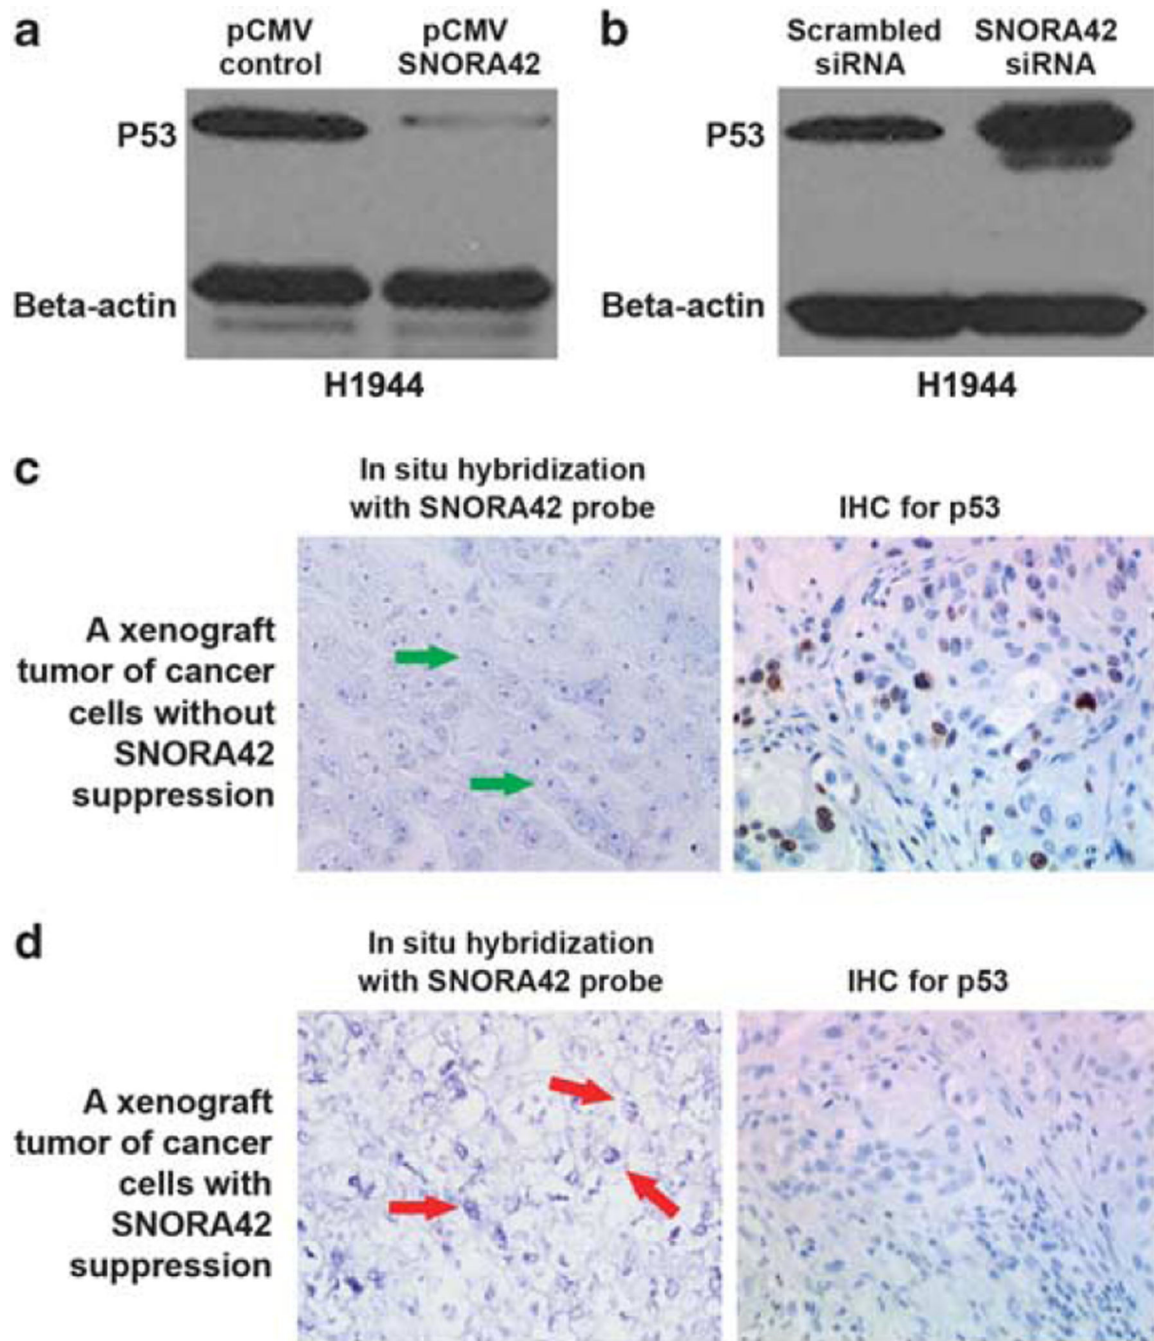 a
pCMV
control
pCMV
SNORA42
P53
Beta-actin
H1944
b
Scrambled
siRNA
SNORA42
siRNA
P53
Beta-actin
H1944
c
In situ hybridization
with SNORA42 probe
IHC for p53
A xenograft
tumor of cancer
cells without
SNORA42
suppression
d
In situ hybridization
with SNORA42 probe
IHC for p53
A xenograft
tumor of cancer
cells with
SNORA42
suppression